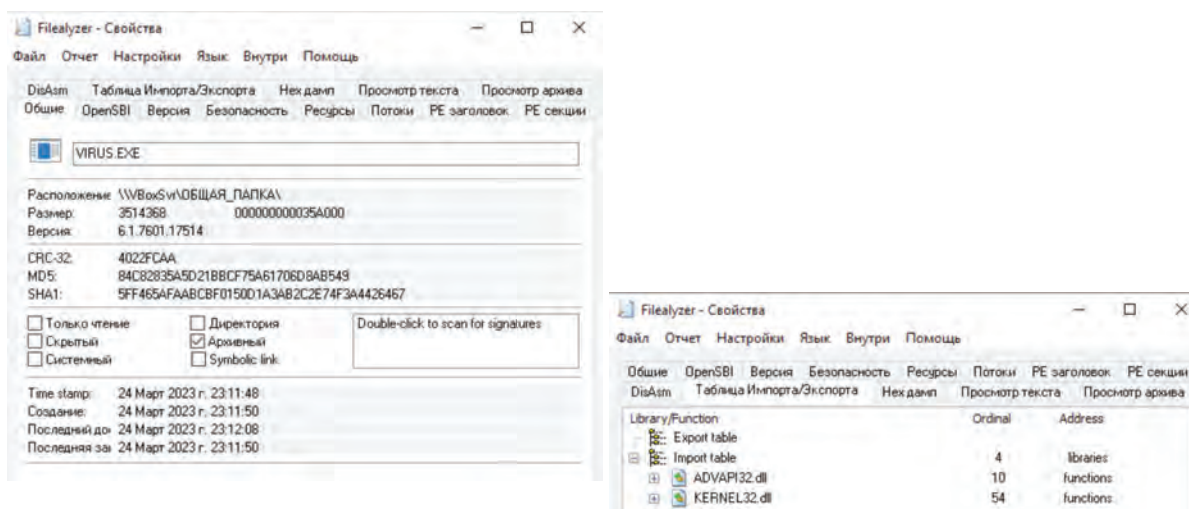 Filealyzer - Свойства
Файл Отчет Настройки Язык Внутри Помощь
DisAsm Таблица Импорта/Экспорта Hex дамп Просмотр текста Просмотр архива
Общие OpenSBI Версия Безопасность Ресурсы Потоки PE заголовок PE секции
VIRUS.EXE
Расположение \\VBoxSvr\ОБЩАЯ_ПАПКА\
Размер: 3514368 000000000035A000
Версия: 6.1.7601.17514
CRC-32: 4022FCAA
MD5: 84C82835A5D21BBCF75A61706D8AB549
SHA1: 5FF465AFAABCBF0150D1A3AB2C2E74F3A4426467
Только чтение Директория Double-click to scan for signatures
Скрытый Архивный
Системный Symbolic link
Time stamp: 24 Март 2023 г. 23:11:48
Создание: 24 Март 2023 г. 23:11:50
Последний до 24 Март 2023 г. 23:12:08
Последняя за 24 Март 2023 г. 23:11:50
Filealyzer - Свойства
Файл Отчет Настройки Язык Внутри Помощь
Общие OpenSBI Версия Безопасность Ресурсы Потоки PE заголовок PE секции
DisAsm Таблица Импорта/Экспорта Hex дамп Просмотр текста Просмотр архива
Library/Function Ordinal Address
Export table
Import table 4 libraries
ADVAPI32.dll 10 functions
KERNEL32.dll 54 functions